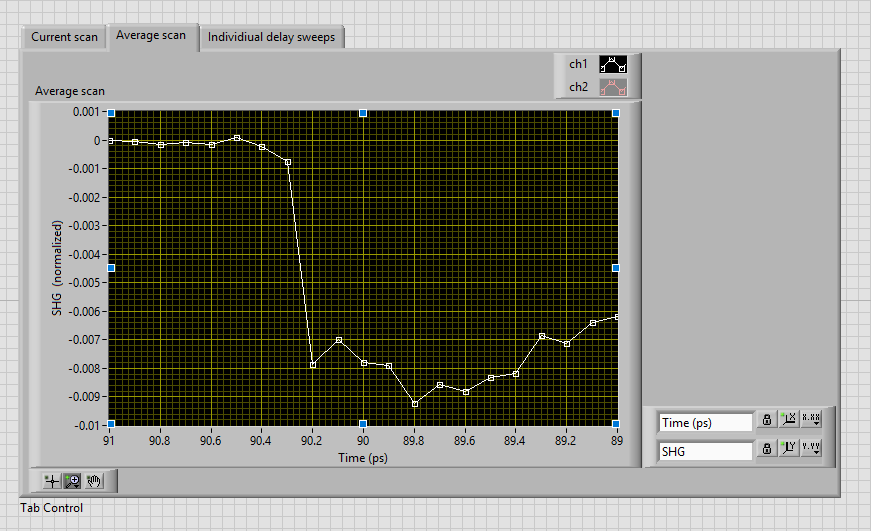 Current scan
Average scan
Individiual delay sweeps
ch1
ch2
Average scan
0.001
0
-0.001
-0.002
-0.003
-0.004
-0.005
-0.006
-0.007
-0.008
-0.009
-0.01
SHG (normalized)
91 90.8 90.6 90.4 90.2 90 89.8 89.6 89.4 89.2 89
Time (ps)
Time (ps)
X X.XX
SHG
Y Y.YY
Tab Control